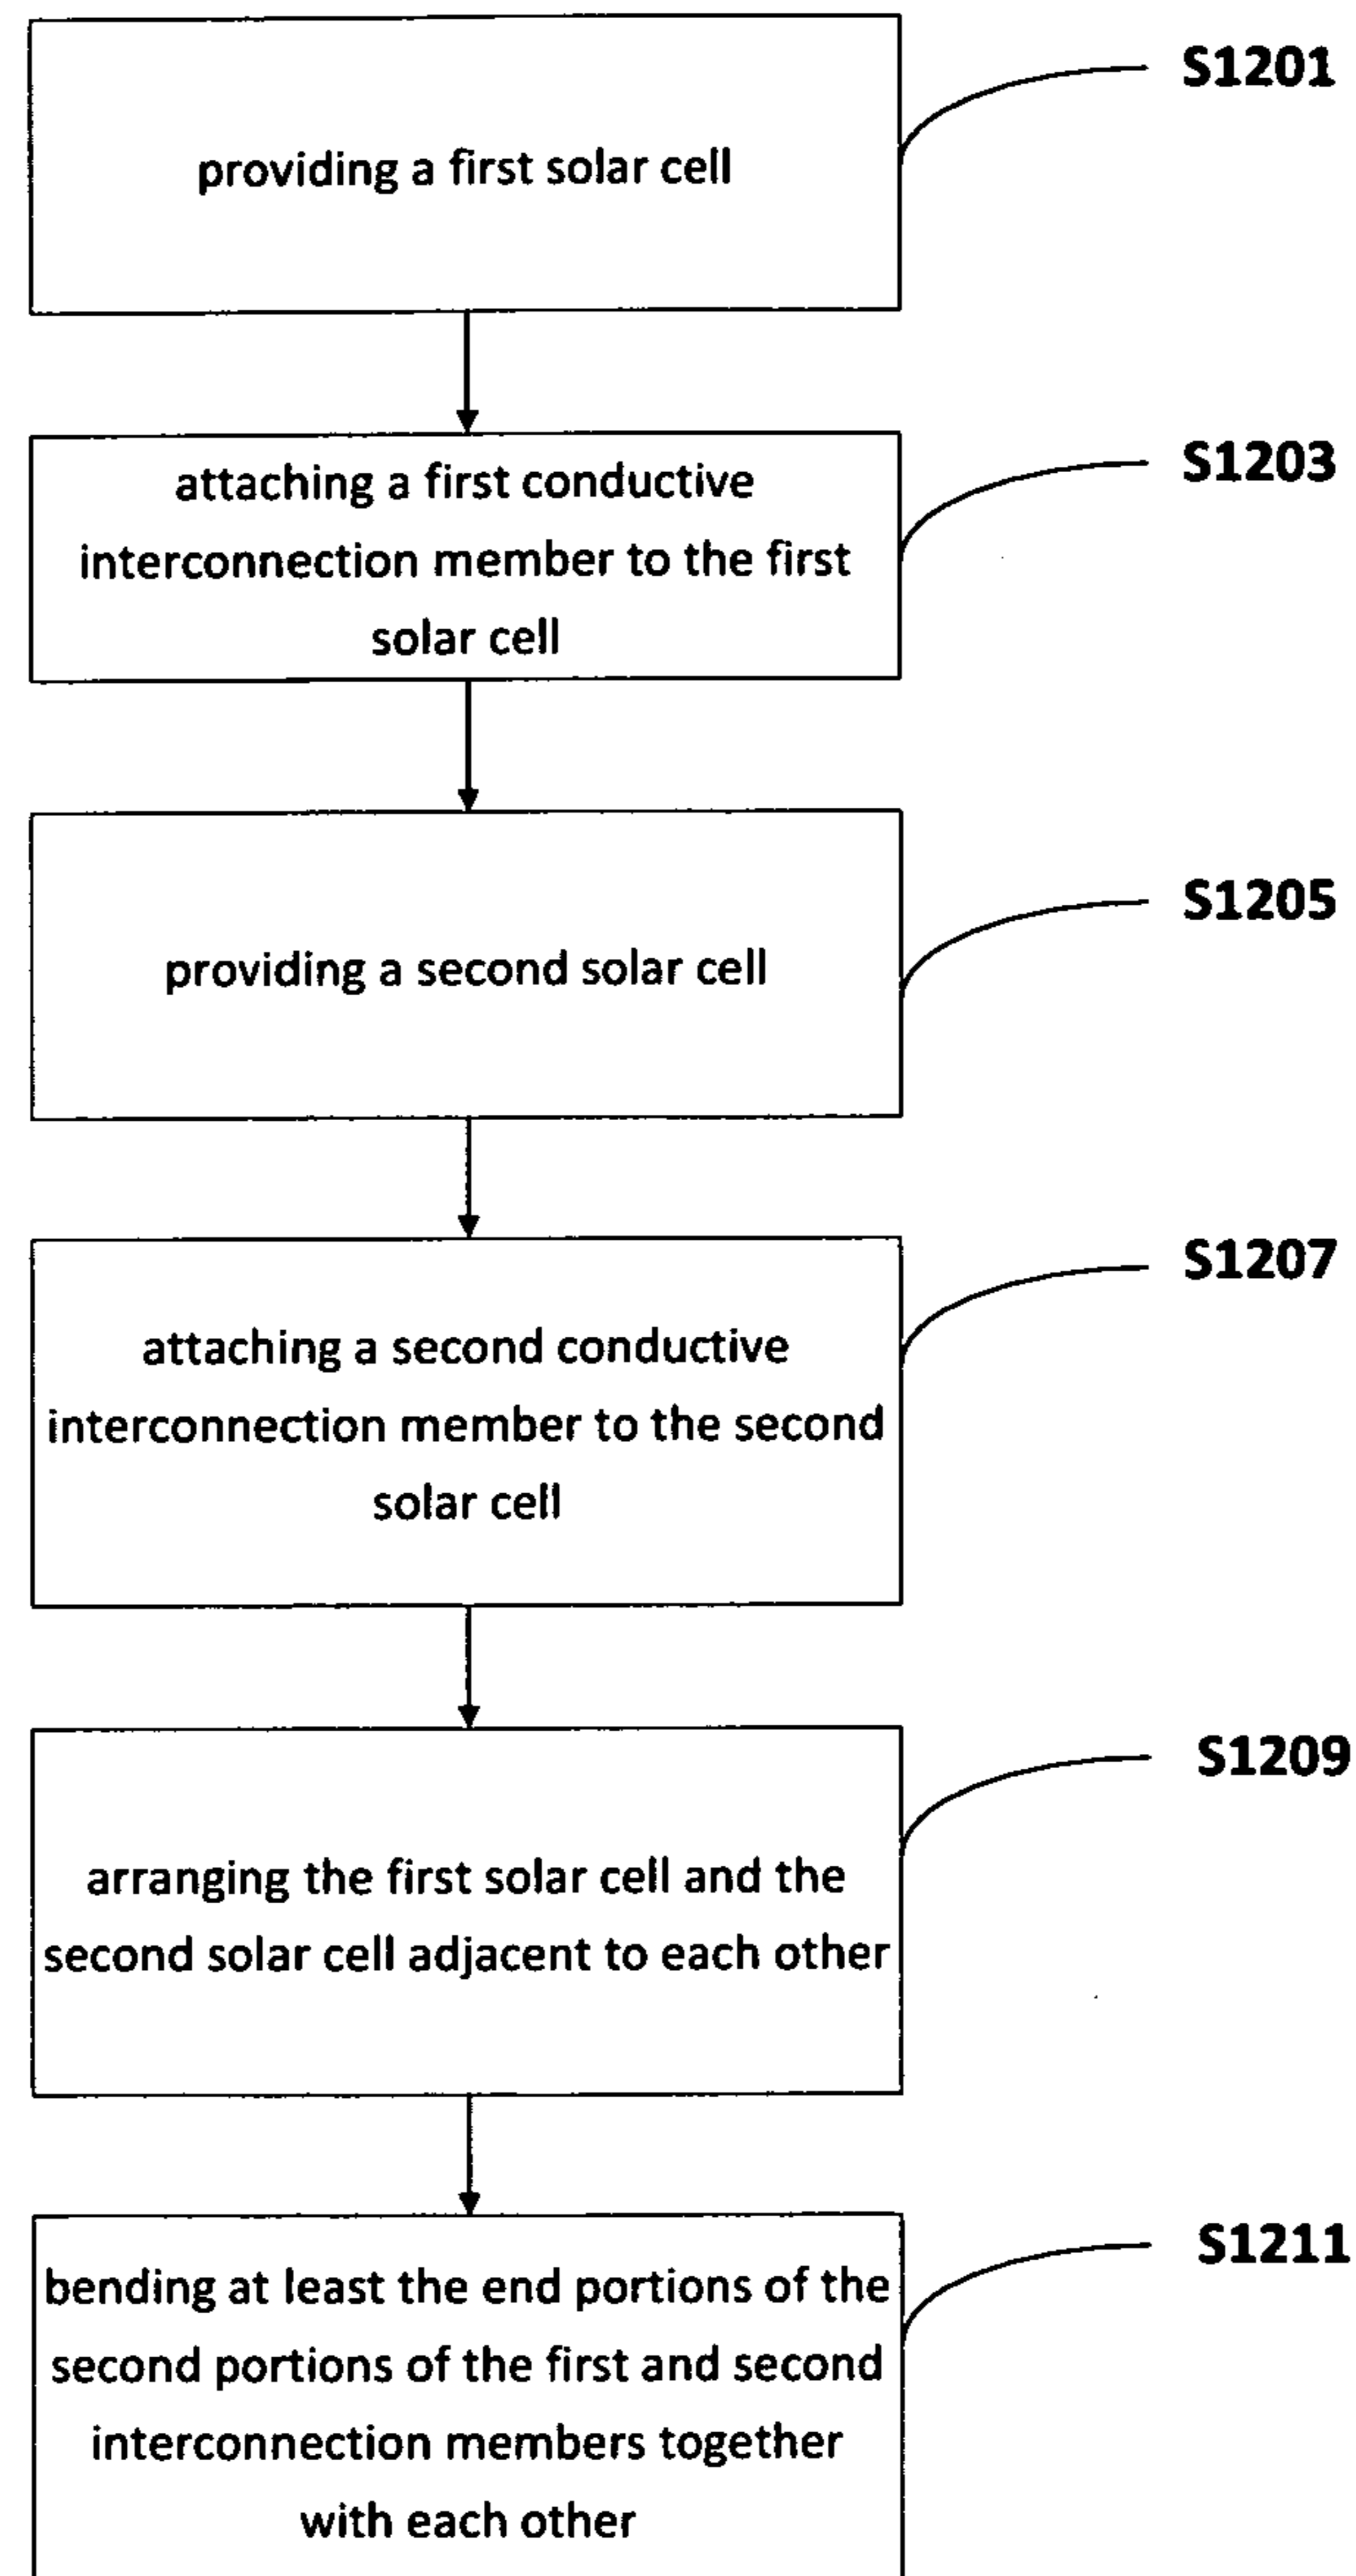 S1201
providing a first solar cell
S1203
attaching a first conductive
interconnection member to the first
solar cell
S1205
providing a second solar cell
S1207
attaching a second conductive
interconnection member to the second
solar cell
S1209
arranging the first solar cell and the
second solar cell adjacent to each other
S1211
bending at least the end portions of the
second portions of the first and second
interconnection members together
with each other